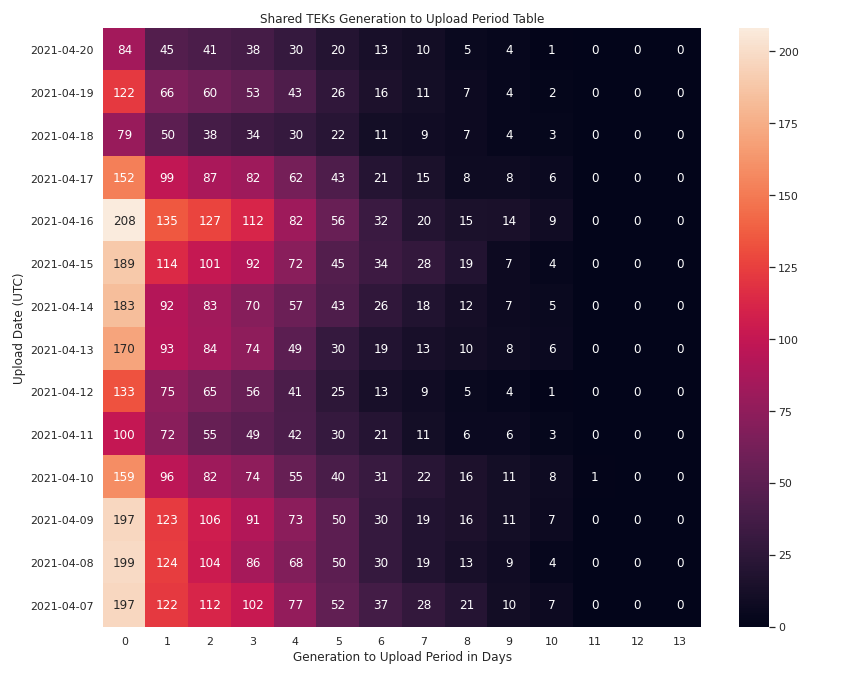 Shared TEKs Generation to Upload Period Table
Upload Date (UTC)
2021-04-20 84 45 41 38 30 20 13 10 5 4 1 0 0 0
2021-04-19 122 66 60 53 43 26 16 11 7 4 2 0 0 0
2021-04-18 79 50 38 34 30 22 11 9 7 4 3 0 0 0
2021-04-17 152 99 87 82 62 43 21 15 8 8 6 0 0 0
2021-04-16 208 135 127 112 82 56 32 20 15 14 9 0 0 0
2021-04-15 189 114 101 92 72 45 34 28 19 7 4 0 0 0
2021-04-14 183 92 83 70 57 43 26 18 12 7 5 0 0 0
2021-04-13 170 93 84 74 49 30 19 13 10 8 6 0 0 0
2021-04-12 133 75 65 56 41 25 13 9 5 4 1 0 0 0
2021-04-11 100 72 55 49 42 30 21 11 6 6 3 0 0 0
2021-04-10 159 96 82 74 55 40 31 22 16 11 8 1 0 0
2021-04-09 197 123 106 91 73 50 30 19 16 11 7 0 0 0
2021-04-08 199 124 104 86 68 50 30 19 13 9 4 0 0 0
2021-04-07 197 122 112 102 77 52 37 28 21 10 7 0 0 0
0 1 2 3 4 5 6 7 8 9 10 11 12 13
Generation to Upload Period in Days
200
175
150
125
100
75
50
25
0